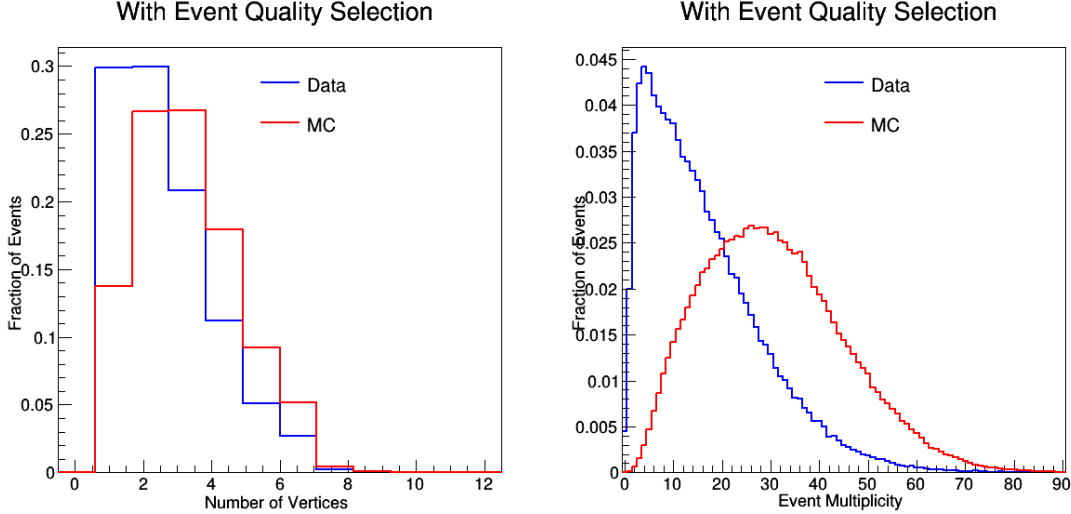 With Event Quality Selection
0.3
0.25
0.2
0.15
0.1
0.05
0
Fraction of Events
Data
MC
0 2 4 6 8 10 12
Number of Vertices
With Event Quality Selection
0.045
0.04
0.035
0.03
0.025
0.02
0.015
0.01
0.005
0
Fraction of Events
Data
MC
0 10 20 30 40 50 60 70 80 90
Event Multiplicity